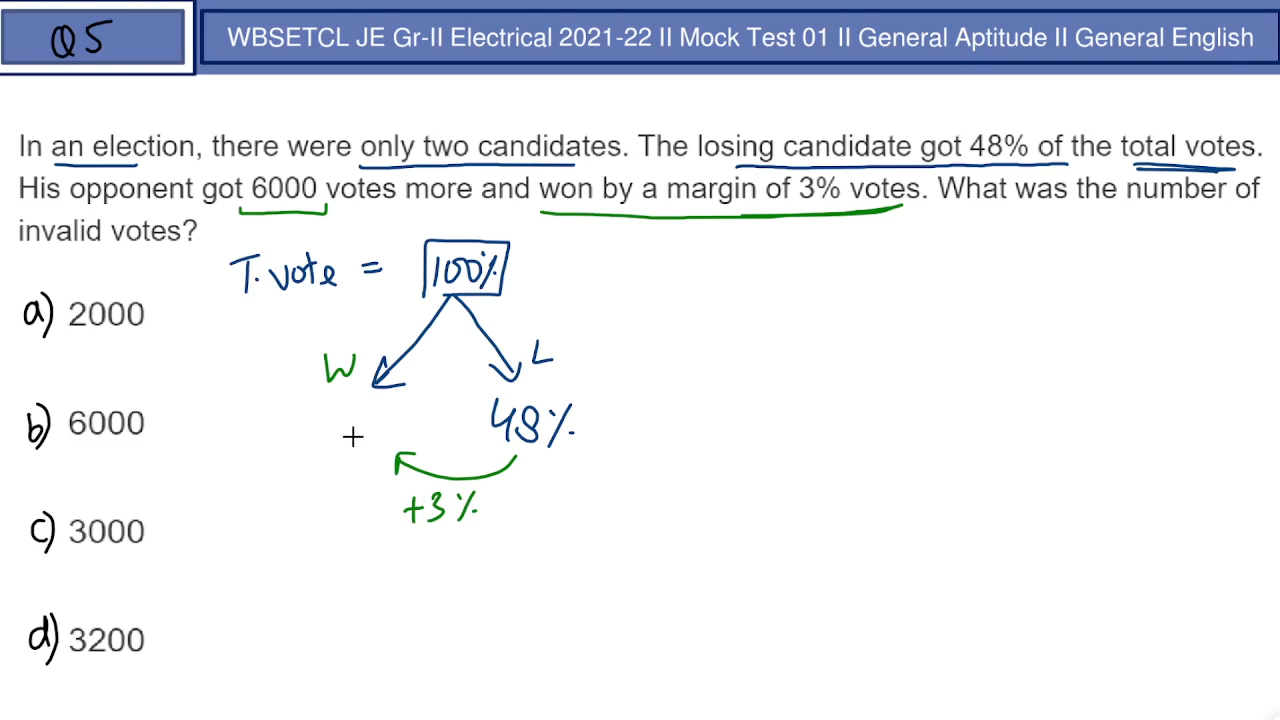 Q5
WBSETCL JE Gr-II Electrical 2021-22 II Mock Test 01 II General Aptitude II General English
In an election, there were only two candidates. The losing candidate got 48% of the total votes.
His opponent got 6000 votes more and won by a margin of 3% votes. What was the number of
invalid votes?
T. vote = 100%
a) 2000
W L
b) 6000
+ 48%
+3%
c) 3000
d) 3200